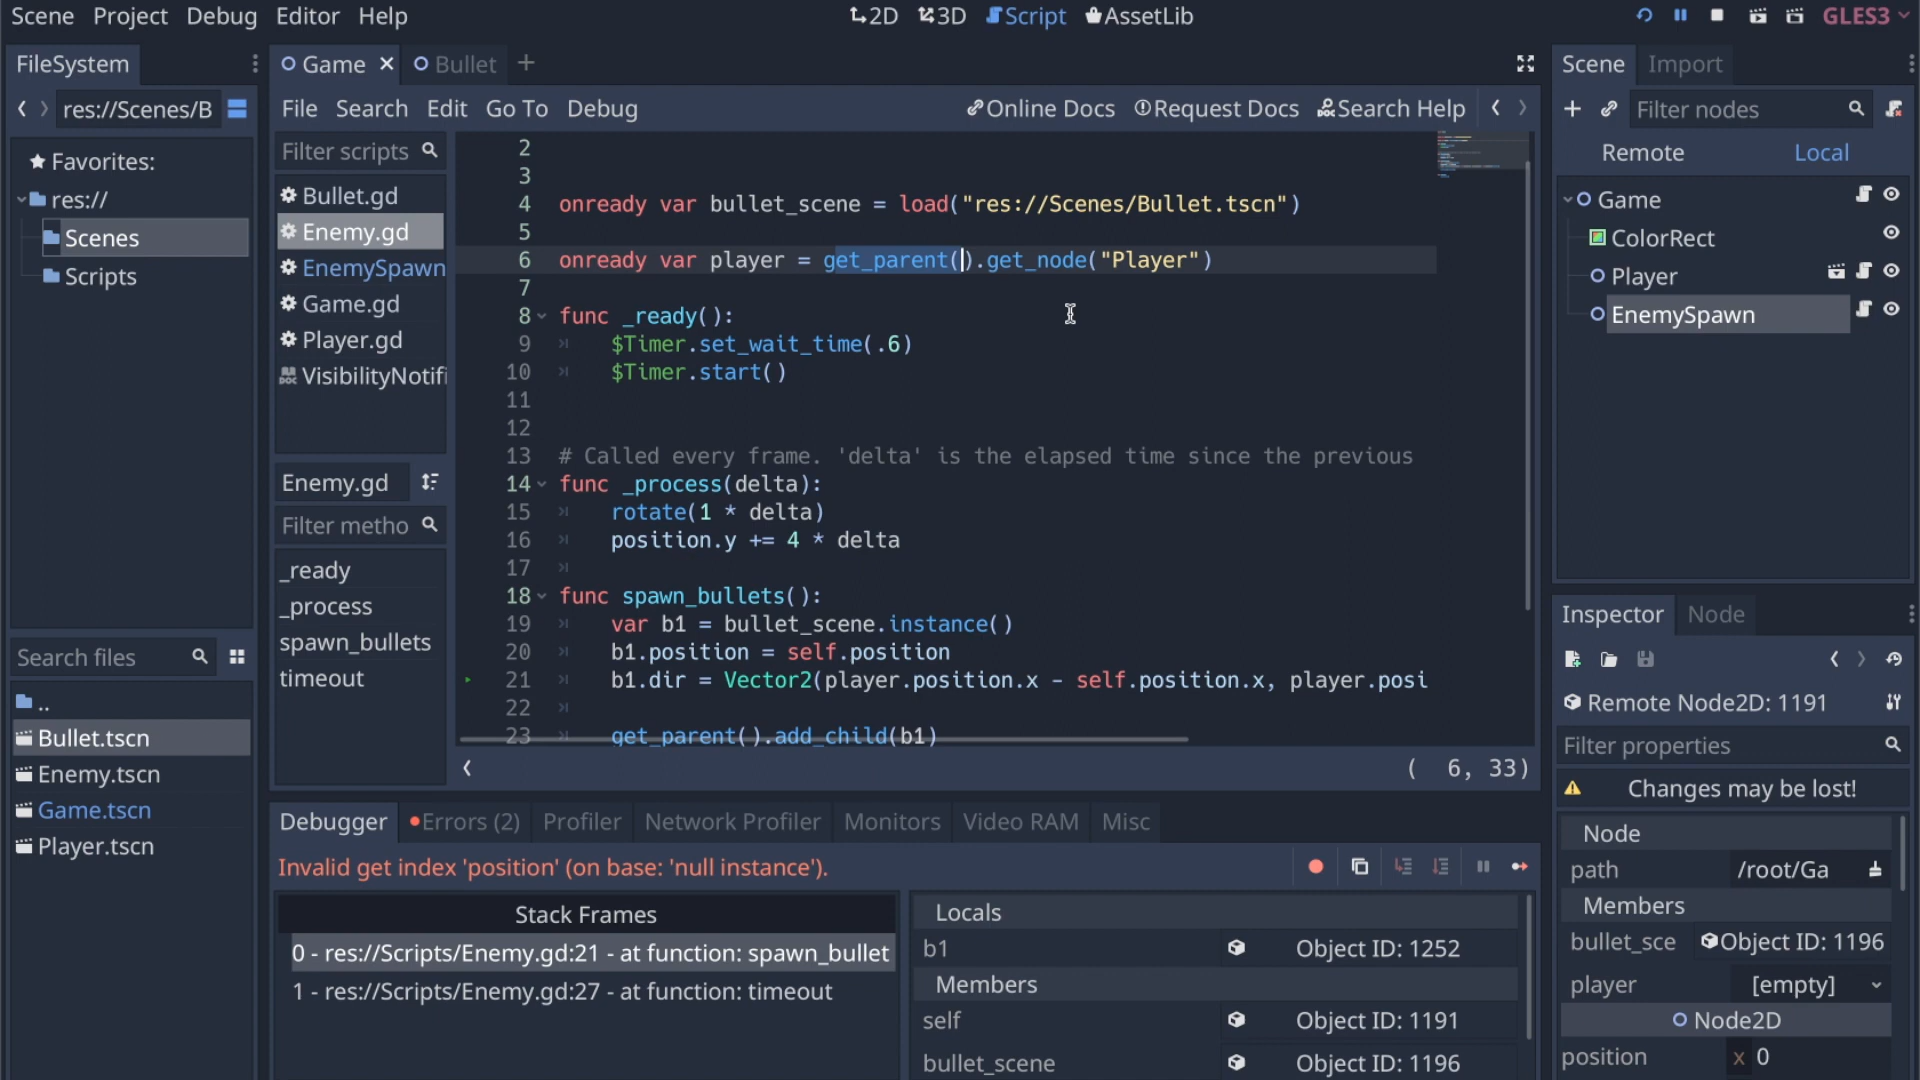 Scene Project Debug Editor Help 2D 3D Script AssetLib GLES3
FileSystem
res://Scenes/B
Favorites:
res://
Scenes
Scripts
Search files
..
Bullet.tscn
Enemy.tscn
Game.tscn
Player.tscn
Game Bullet
File Search Edit Go To Debug Online Docs Request Docs Search Help
Filter scripts
Bullet.gd
Enemy.gd
EnemySpawn
Game.gd
Player.gd
VisibilityNotifi
Enemy.gd
Filter metho
_ready
_process
spawn_bullets
timeout
2
3
4 onready var bullet_scene = load("res://Scenes/Bullet.tscn")
5
6 onready var player = get_parent().get_node("Player")
7
8 func _ready():
9 $Timer.set_wait_time(.6)
10 $Timer.start()
11
12
13 # Called every frame. 'delta' is the elapsed time since the previous
14 func _process(delta):
15 rotate(1 * delta)
16 position.y += 4 * delta
17
18 func spawn_bullets():
19 var b1 = bullet_scene.instance()
20 b1.position = self.position
21 b1.dir = Vector2(player.position.x - self.position.x, player.posi
22
23 get_parent().add_child(b1)
( 6, 33)
Debugger Errors (2) Profiler Network Profiler Monitors Video RAM Misc
Invalid get index 'position' (on base: 'null instance').
Stack Frames
0 - res://Scripts/Enemy.gd:21 - at function: spawn_bullet
1 - res://Scripts/Enemy.gd:27 - at function: timeout
Locals
b1 Object ID: 1252
Members
self Object ID: 1191
bullet_scene Object ID: 1196
Scene Import
Filter nodes
Remote Local
Game
ColorRect
Player
EnemySpawn
Inspector Node
Remote Node2D: 1191
Filter properties
Changes may be lost!
Node
path /root/Ga
Members
bullet_sce Object ID: 1196
player [empty]
Node2D
position x 0